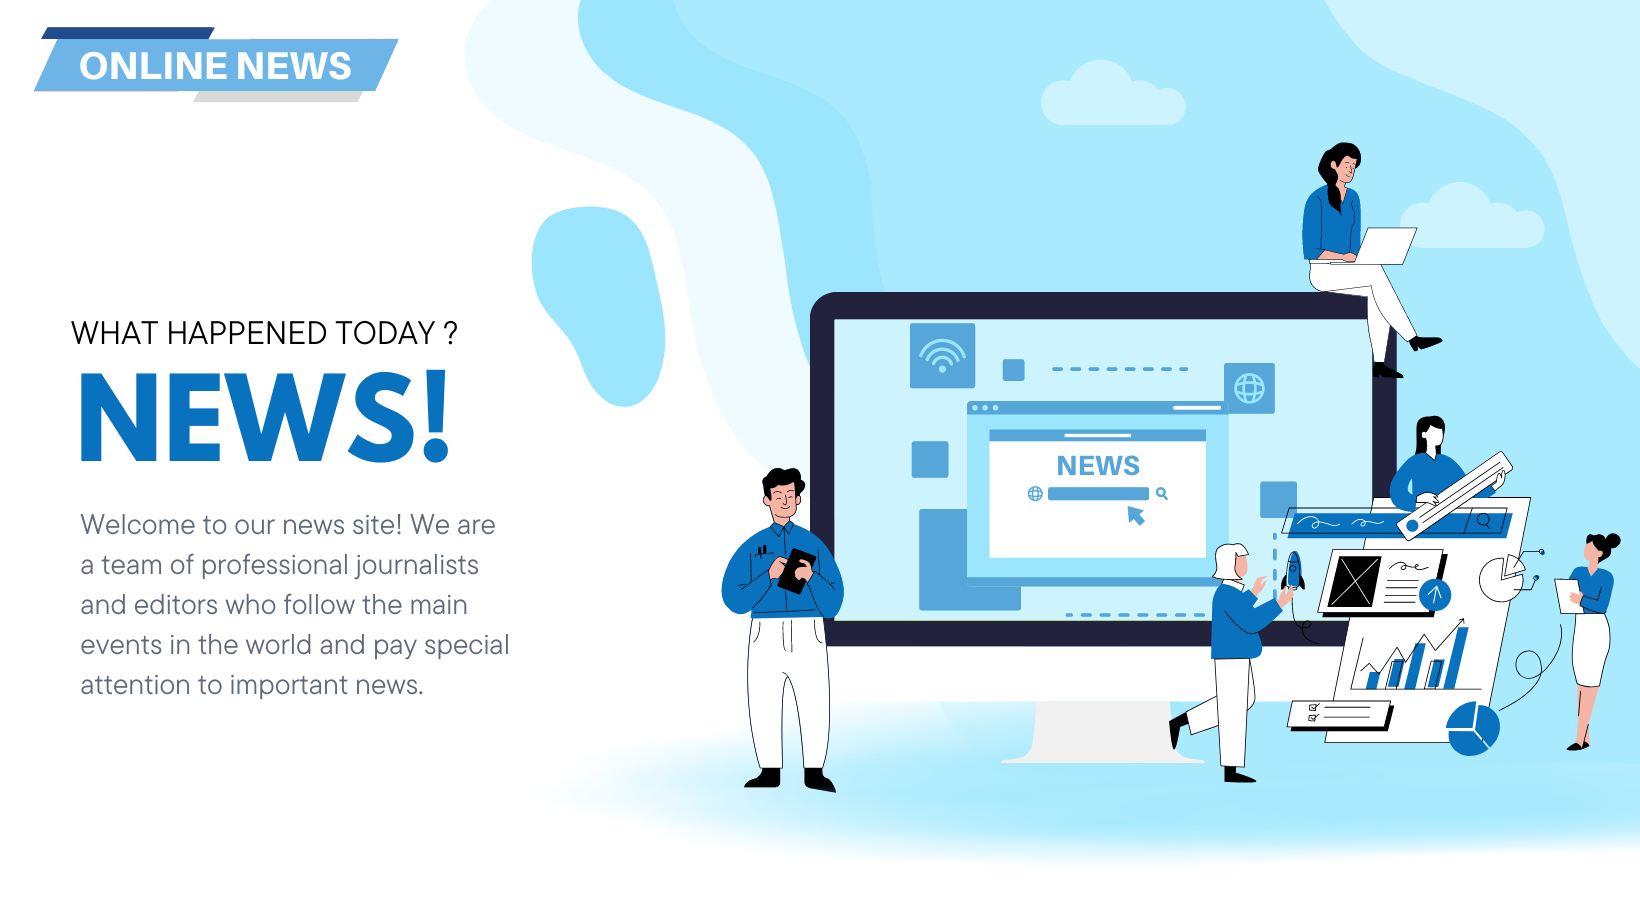 ONLINE NEWS
WHAT HAPPENED TODAY ?
NEWS!
Welcome to our news site! We are
a team of professional journalists
and editors who follow the main
events in the world and pay special
attention to important news.
NEWS